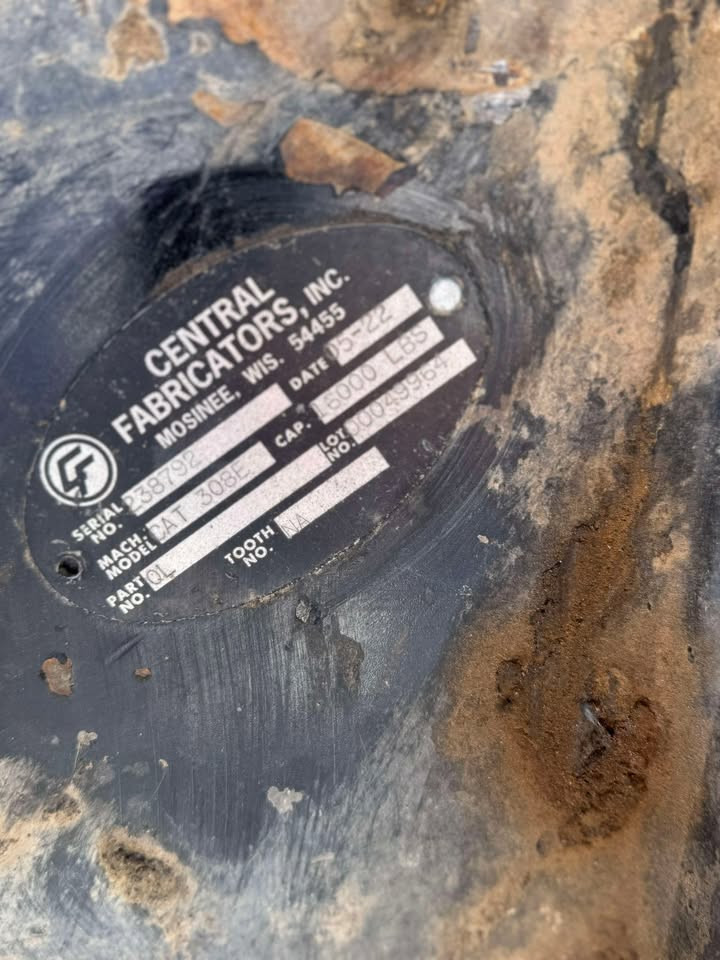 CENTRAL
FABRICATORS, INC.
MOSINEE, WIS. 54455
DATE 05-22
SERIAL NO. 238792
CAP. 16000 LBS
MACH. MODEL CAT 308E
LOT NO. 00049964
PART NO. QL
TOOTH NO. NA